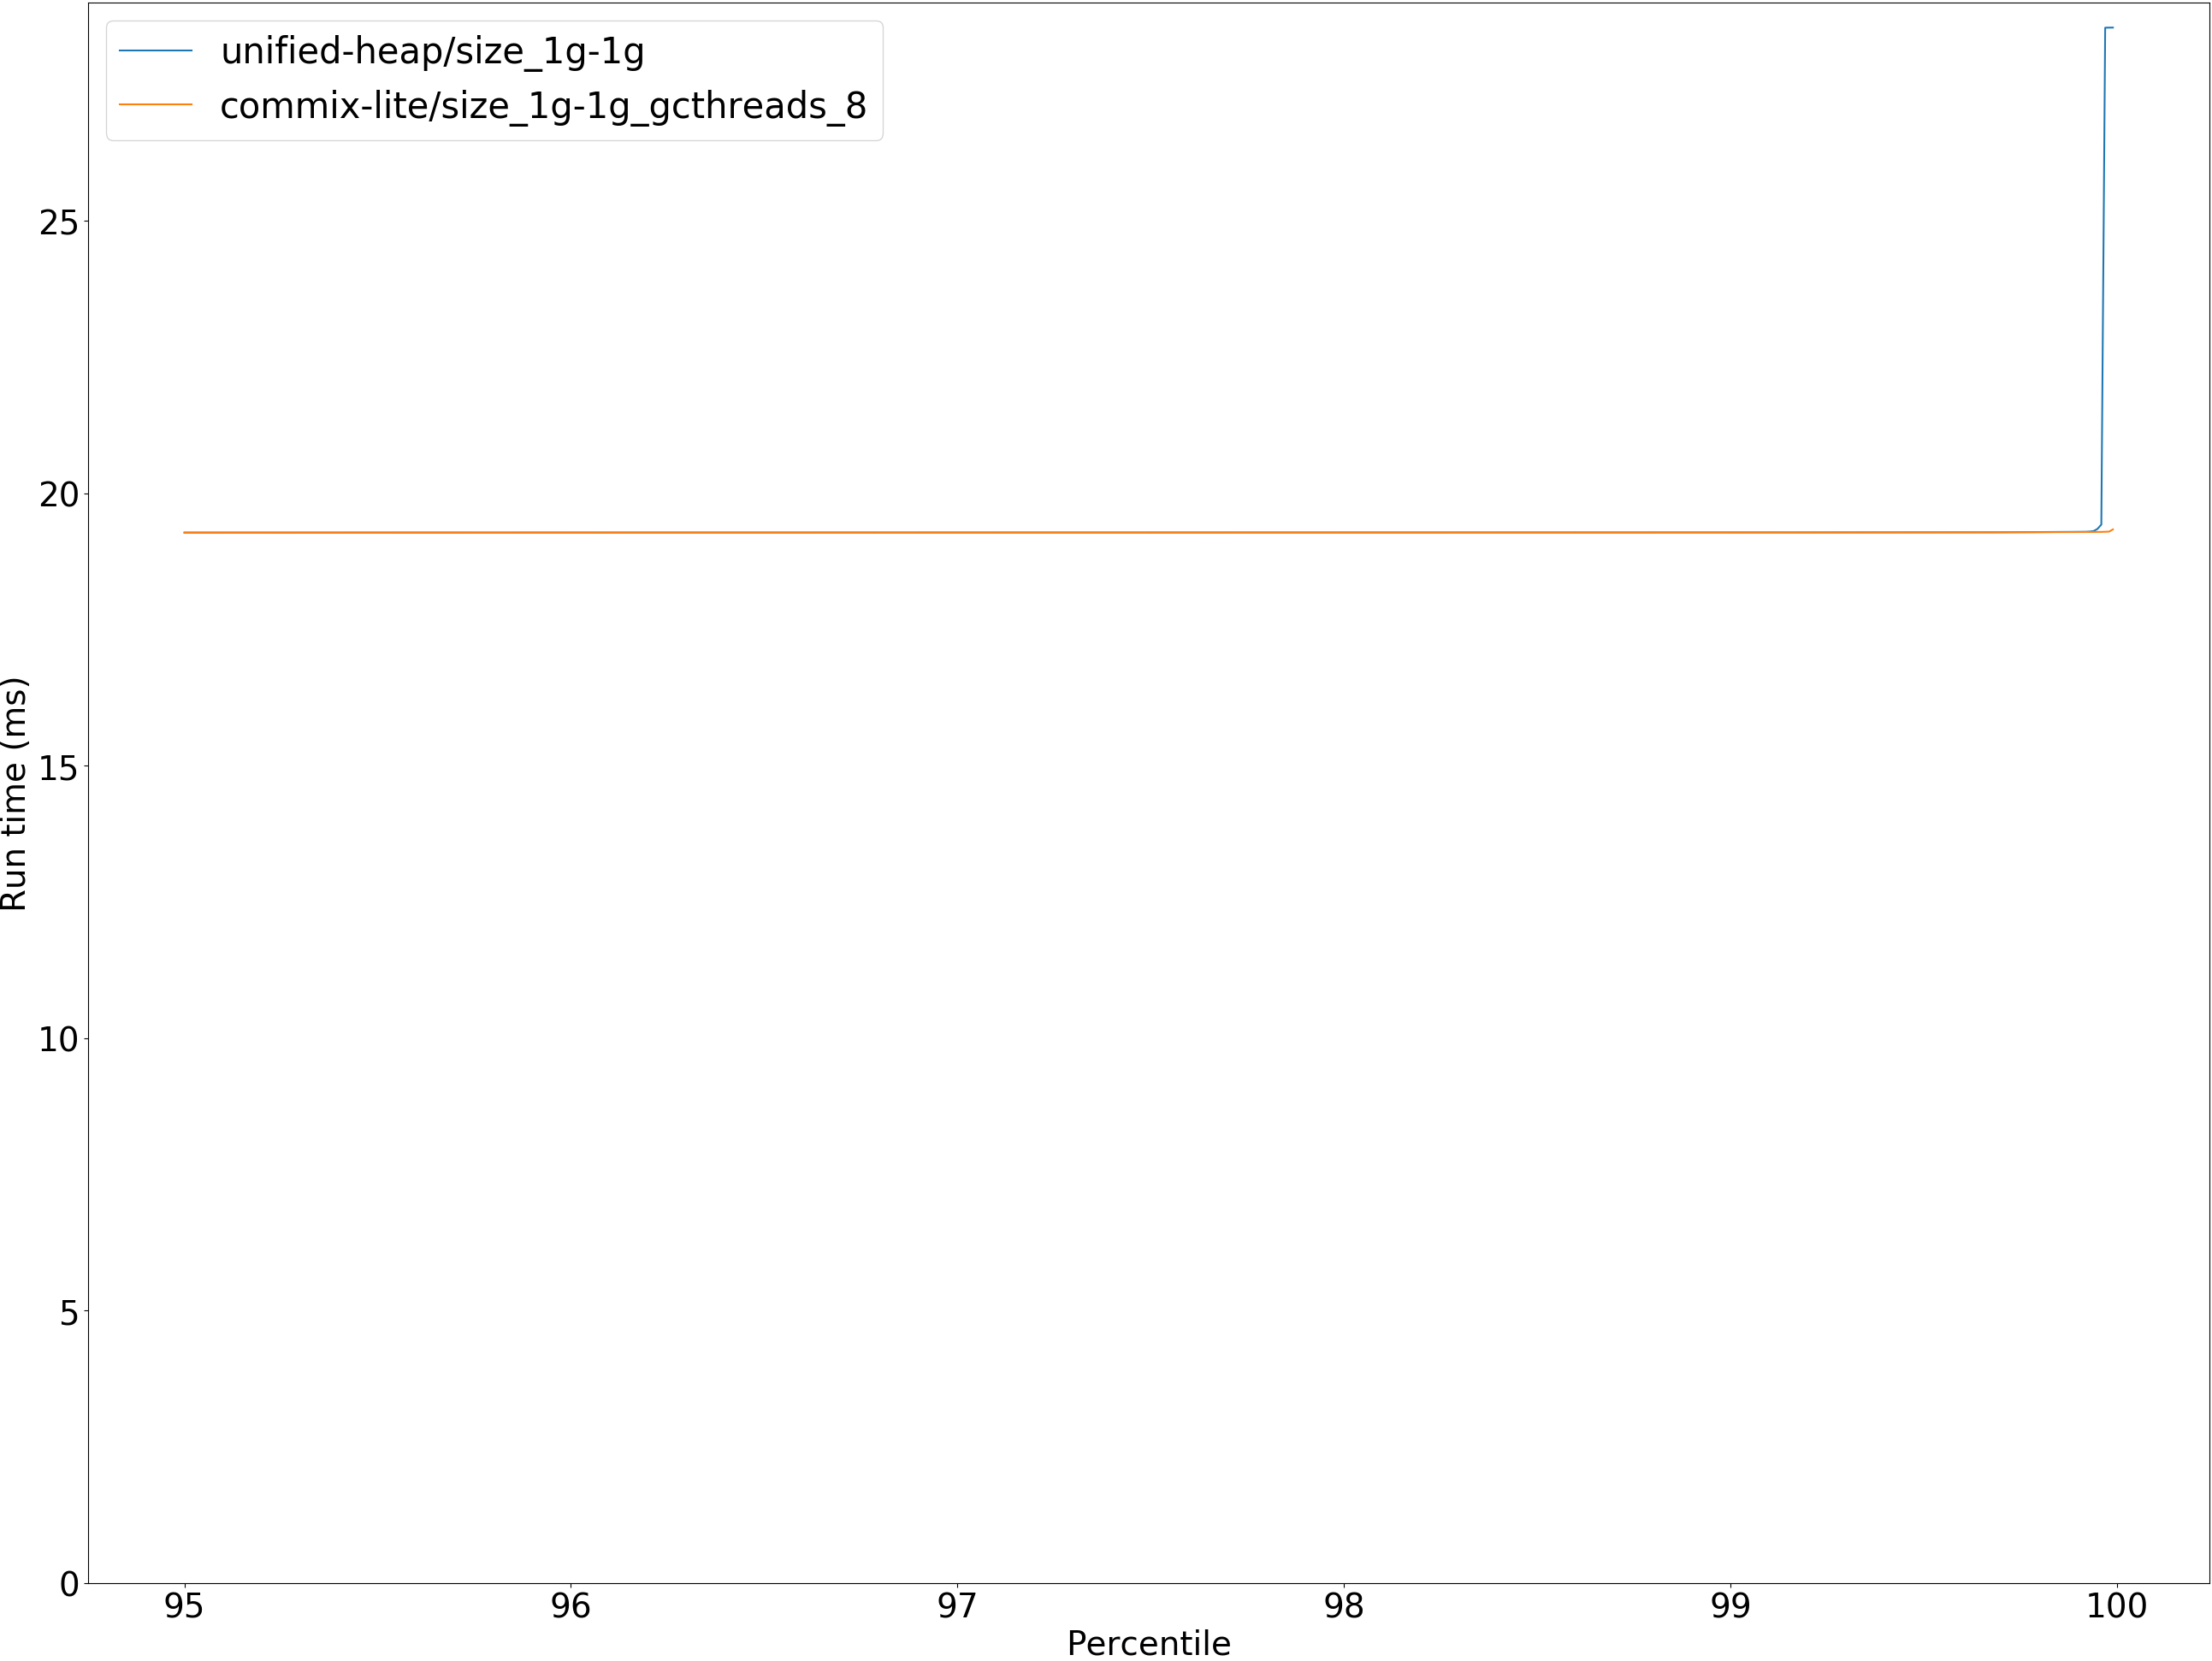 unified-heap/size_1g-1g
commix-lite/size_1g-1g_gcthreads_8
25
20
15
10
5
0
Run time (ms)
95 96 97 98 99 100
Percentile